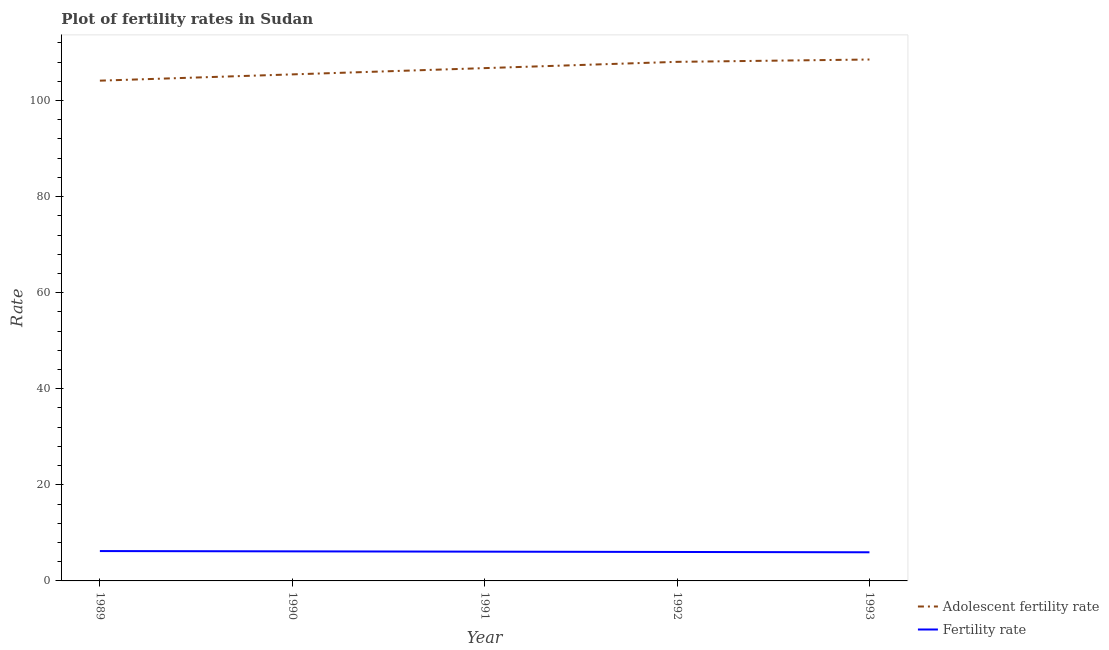 Plot of fertility rates in Sudan
Rate
100
80
60
40
20
0
1989
1990
1991
1992
1993
Year
Adolescent fertility rate
Fertility rate